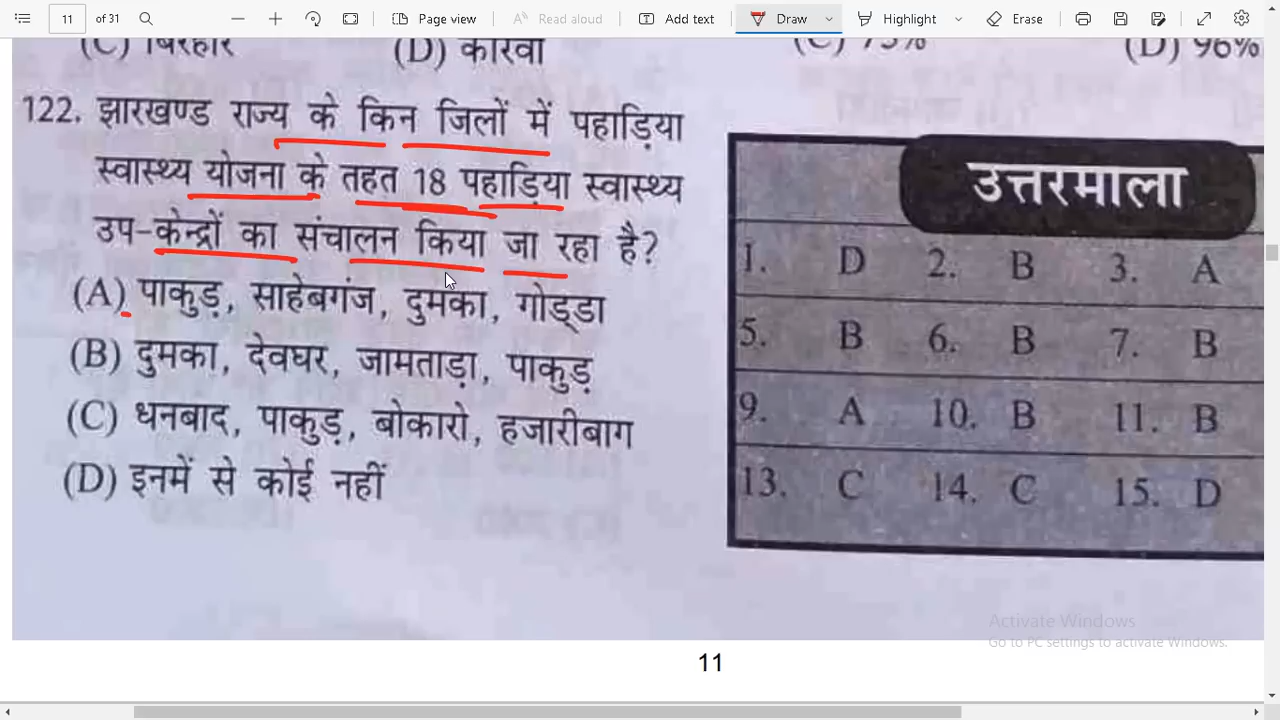 11 of 31 Page view Read aloud Add text Draw Highlight Erase
(C) बिरहोर (D) कोरवा (C) 75% (D) 96%
122. झारखण्ड राज्य के किन जिलों में पहाड़िया
स्वास्थ्य योजना के तहत 18 पहाड़िया स्वास्थ्य
उप-केन्द्रों का संचालन किया जा रहा है?
(A) पाकुड़, साहेबगंज, दुमका, गोड्डा
(B) दुमका, देवघर, जामताड़ा, पाकुड़
(C) धनबाद, पाकुड़, बोकारो, हजारीबाग
(D) इनमें से कोई नहीं
उत्तरमाला
1. D 2. B 3. A
5. B 6. B 7. B
9. A 10. B 11. B
13. C 14. C 15. D
Activate Windows
Go to PC settings to activate Windows.
11